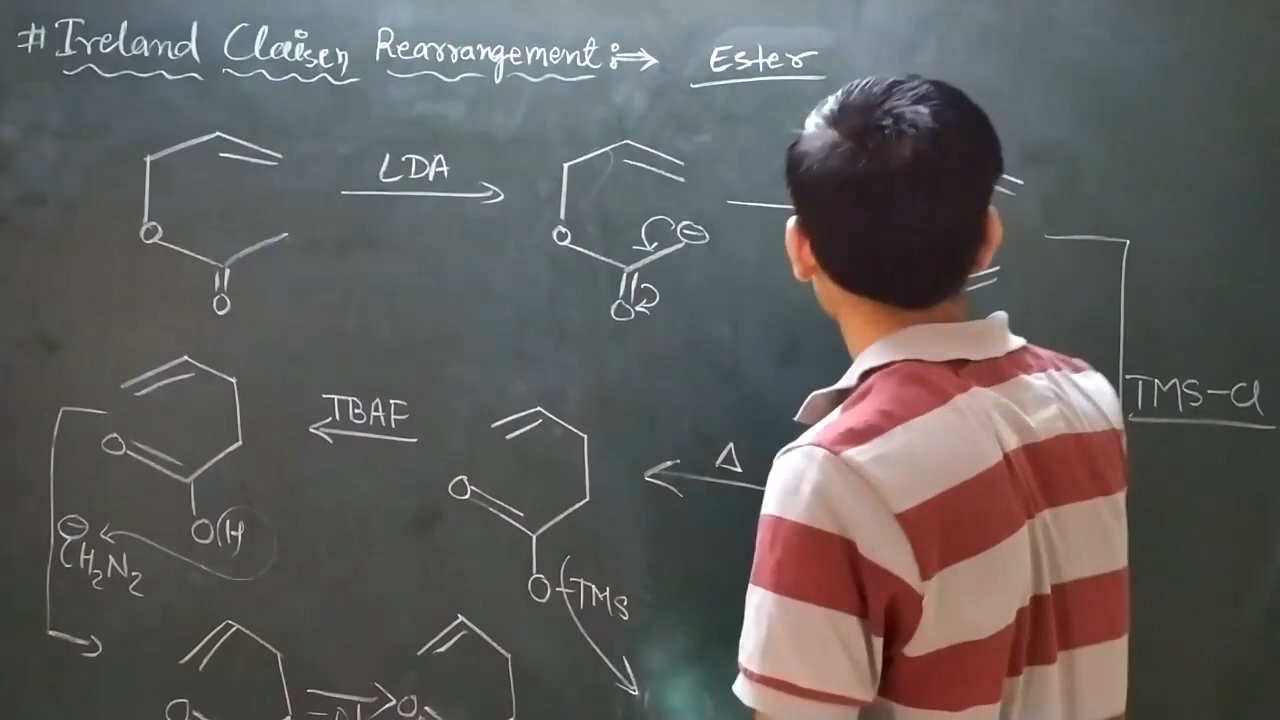 # Ireland Claisen Rearrangement :⇒ Ester
LDA
O
O
O
⊖
O
TMS-Cl
Δ
TBAF
O
O-TMS
O
O(H
⊖
CH₂N₂
O
-N
O